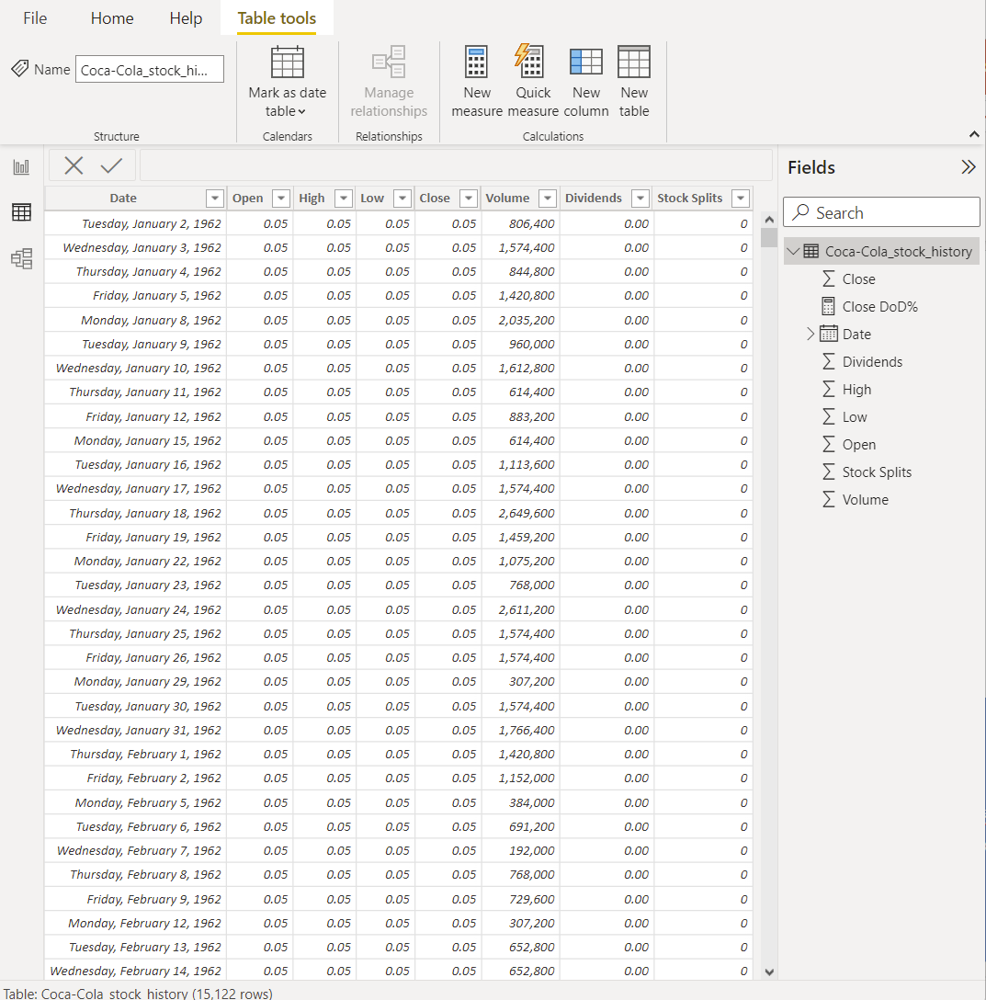 File Home Help Table tools
Name Coca-Cola_stock_hi...
Mark as date table
Manage relationships
New measure
Quick measure
New column
New table
Structure Calendars Relationships Calculations
Fields
Search
Coca-Cola_stock_history
Close
Close DoD%
Date
Dividends
High
Low
Open
Stock Splits
Volume
Date Open High Low Close Volume Dividends Stock Splits
Tuesday, January 2, 1962 0.05 0.05 0.05 0.05 806,400 0.00 0
Wednesday, January 3, 1962 0.05 0.05 0.05 0.05 1,574,400 0.00 0
Thursday, January 4, 1962 0.05 0.05 0.05 0.05 844,800 0.00 0
Friday, January 5, 1962 0.05 0.05 0.05 0.05 1,420,800 0.00 0
Monday, January 8, 1962 0.05 0.05 0.05 0.05 2,035,200 0.00 0
Tuesday, January 9, 1962 0.05 0.05 0.05 0.05 960,000 0.00 0
Wednesday, January 10, 1962 0.05 0.05 0.05 0.05 1,612,800 0.00 0
Thursday, January 11, 1962 0.05 0.05 0.05 0.05 614,400 0.00 0
Friday, January 12, 1962 0.05 0.05 0.05 0.05 883,200 0.00 0
Monday, January 15, 1962 0.05 0.05 0.05 0.05 614,400 0.00 0
Tuesday, January 16, 1962 0.05 0.05 0.05 0.05 1,113,600 0.00 0
Wednesday, January 17, 1962 0.05 0.05 0.05 0.05 1,574,400 0.00 0
Thursday, January 18, 1962 0.05 0.05 0.05 0.05 2,649,600 0.00 0
Friday, January 19, 1962 0.05 0.05 0.05 0.05 1,459,200 0.00 0
Monday, January 22, 1962 0.05 0.05 0.05 0.05 1,075,200 0.00 0
Tuesday, January 23, 1962 0.05 0.05 0.05 0.05 768,000 0.00 0
Wednesday, January 24, 1962 0.05 0.05 0.05 0.05 2,611,200 0.00 0
Thursday, January 25, 1962 0.05 0.05 0.05 0.05 1,574,400 0.00 0
Friday, January 26, 1962 0.05 0.05 0.05 0.05 1,574,400 0.00 0
Monday, January 29, 1962 0.05 0.05 0.05 0.05 307,200 0.00 0
Tuesday, January 30, 1962 0.05 0.05 0.05 0.05 1,574,400 0.00 0
Wednesday, January 31, 1962 0.05 0.05 0.05 0.05 1,766,400 0.00 0
Thursday, February 1, 1962 0.05 0.05 0.05 0.05 1,420,800 0.00 0
Friday, February 2, 1962 0.05 0.05 0.05 0.05 1,152,000 0.00 0
Monday, February 5, 1962 0.05 0.05 0.05 0.05 384,000 0.00 0
Tuesday, February 6, 1962 0.05 0.05 0.05 0.05 691,200 0.00 0
Wednesday, February 7, 1962 0.05 0.05 0.05 0.05 192,000 0.00 0
Thursday, February 8, 1962 0.05 0.05 0.05 0.05 768,000 0.00 0
Friday, February 9, 1962 0.05 0.05 0.05 0.05 729,600 0.00 0
Monday, February 12, 1962 0.05 0.05 0.05 0.05 307,200 0.00 0
Tuesday, February 13, 1962 0.05 0.05 0.05 0.05 652,800 0.00 0
Wednesday, February 14, 1962 0.05 0.05 0.05 0.05 652,800 0.00 0
Table: Coca-Cola_stock_history (15,122 rows)